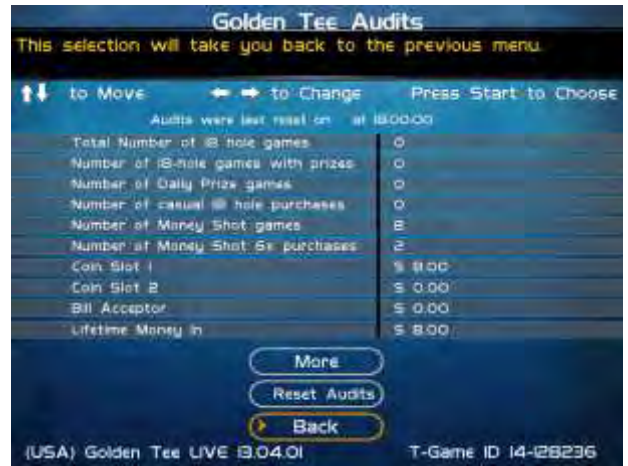 Golden Tee Audits
This selection will take you back to the previous menu.
to Move to Change Press Start to Choose
Audits were last reset on at 18:00:00
Total Number of 18 hole games 0
Number of 18-hole games with prizes 0
Number of Daily Prize games 0
Number of casual 18 hole purchases 0
Number of Money Shot games 8
Number of Money Shot 6x purchases 2
Coin Slot 1 $ 8.00
Coin Slot 2 $ 0.00
Bill Acceptor $ 0.00
Lifetime Money In $ 8.00
More
Reset Audits
Back
(USA) Golden Tee LIVE 13.04.01 T-Game ID 14-128236